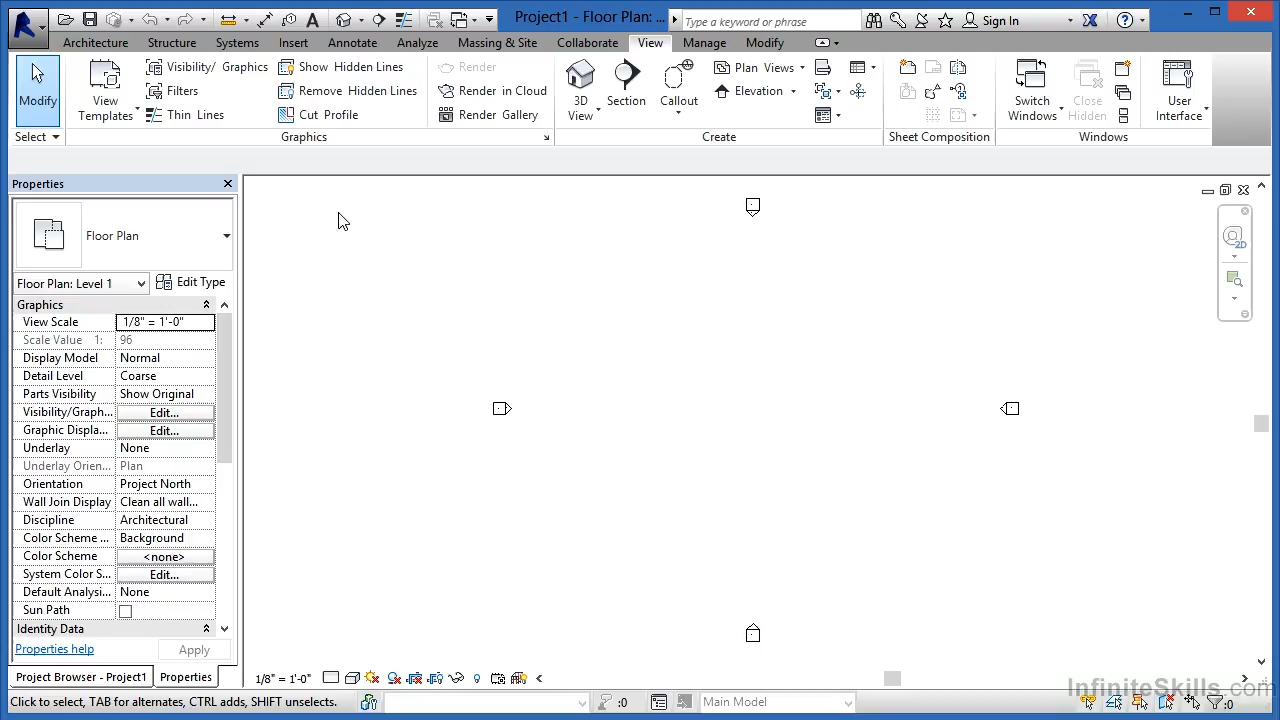 Project1 - Floor Plan: ...
Type a keyword or phrase
Sign In
Architecture
Structure
Systems
Insert
Annotate
Analyze
Massing & Site
Collaborate
View
Manage
Modify
Modify
Select
View
Templates
Visibility/ Graphics
Filters
Thin Lines
Show Hidden Lines
Remove Hidden Lines
Cut Profile
Graphics
Render
Render in Cloud
Render Gallery
3D
View
Section
Callout
Plan Views
Elevation
Create
Sheet Composition
Switch
Windows
Close
Hidden
User
Interface
Windows
Properties
Floor Plan
Floor Plan: Level 1
Edit Type
Graphics
View Scale 1/8" = 1'-0"
Scale Value 1: 96
Display Model Normal
Detail Level Coarse
Parts Visibility Show Original
Visibility/Graph... Edit...
Graphic Displa... Edit...
Underlay None
Underlay Orien... Plan
Orientation Project North
Wall Join Display Clean all wall...
Discipline Architectural
Color Scheme ... Background
Color Scheme <none>
System Color S... Edit...
Default Analysi... None
Sun Path
Identity Data
Properties help
Apply
Project Browser - Project1
Properties
1/8" = 1'-0"
2D
Click to select, TAB for alternates, CTRL adds, SHIFT unselects.
:0
Main Model
:0
InfiniteSkills.com